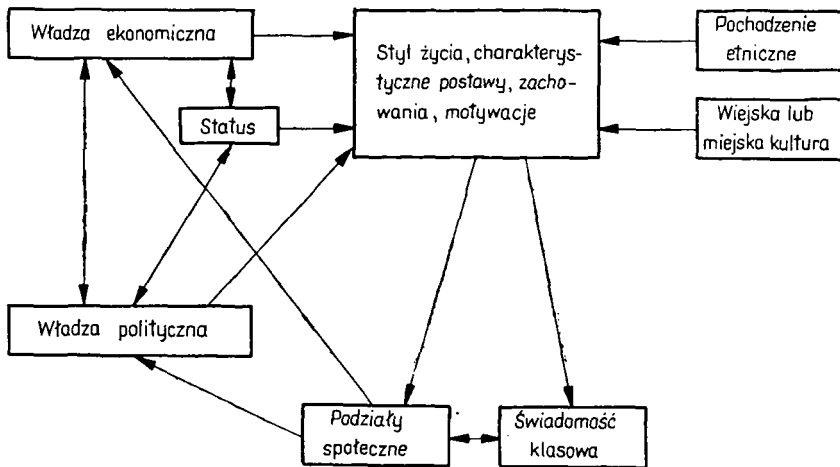 Władza ekonomiczna
Styl życia, charakterys-
tyczne postawy, zacho-
wania, motywacje
Pochodzenie
etniczne
Status
Wiejska lub
miejska kultura
Władza polityczna
Podziały
społeczne
Świadomość
klasowa